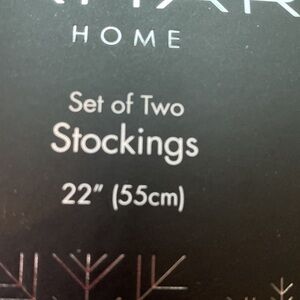 HOME
Set of Two
Stockings
22" (55cm)